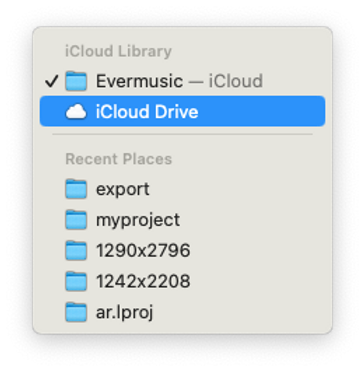 iCloud Library
Evermusic — iCloud
iCloud Drive
Recent Places
export
myproject
1290x2796
1242x2208
ar.lproj